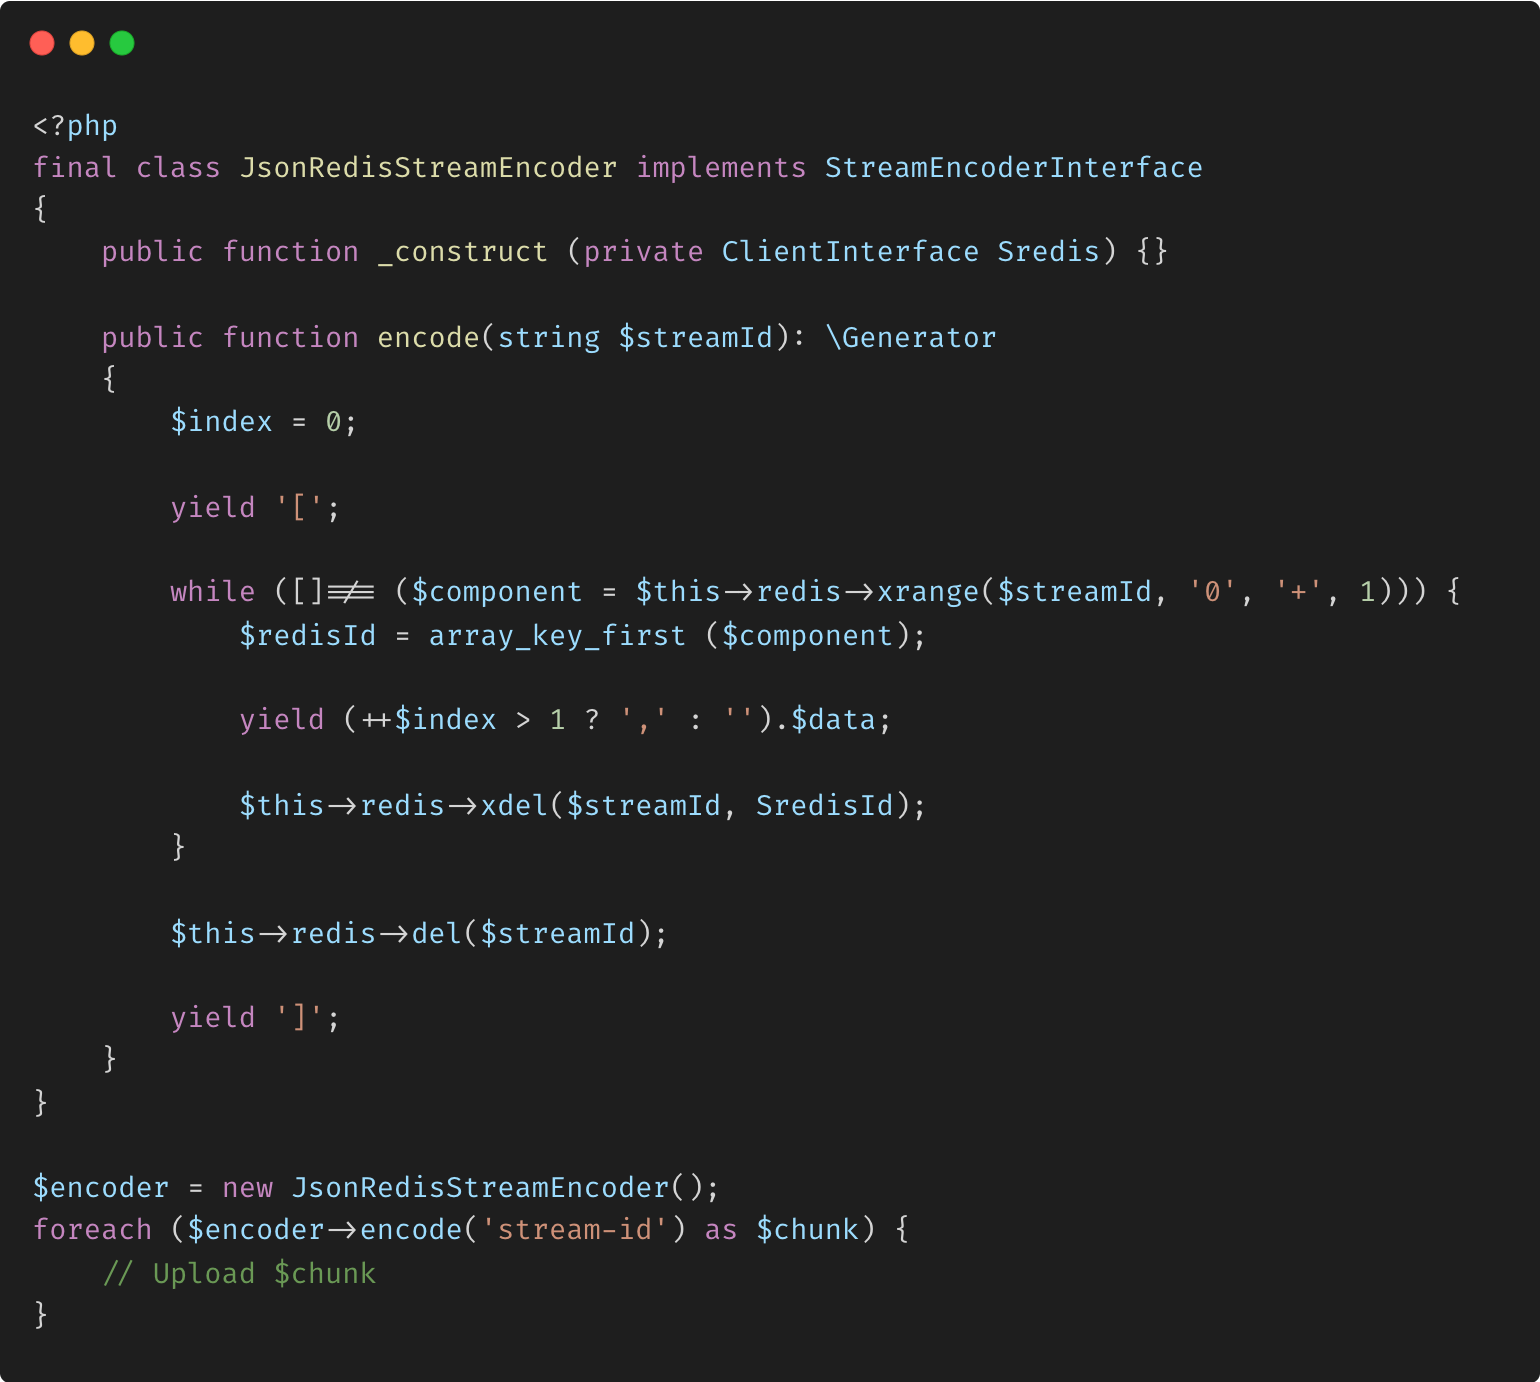 <?php
final class JsonRedisStreamEncoder implements StreamEncoderInterface
{
    public function _construct (private ClientInterface Sredis) {}

    public function encode(string $streamId): \Generator
    {
        $index = 0;

        yield '[';

        while ([]!== ($component = $this->redis->xrange($streamId, '0', '+', 1))) {
            $redisId = array_key_first ($component);

            yield (++$index > 1 ? ',' : '').$data;

            $this->redis->xdel($streamId, SredisId);
        }

        $this->redis->del($streamId);

        yield ']';
    }
}

$encoder = new JsonRedisStreamEncoder();
foreach ($encoder->encode('stream-id') as $chunk) {
    // Upload $chunk
}